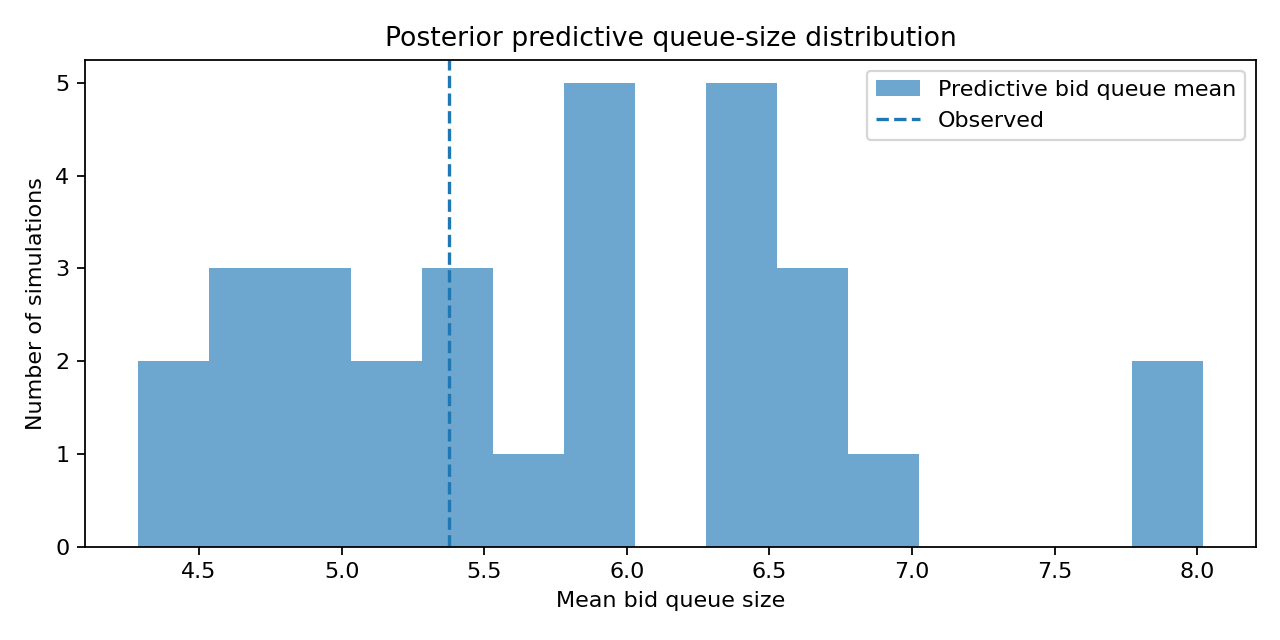 Posterior predictive queue-size distribution
Predictive bid queue mean
Observed
Number of simulations
5
4
3
2
1
0
4.5 5.0 5.5 6.0 6.5 7.0 7.5 8.0
Mean bid queue size